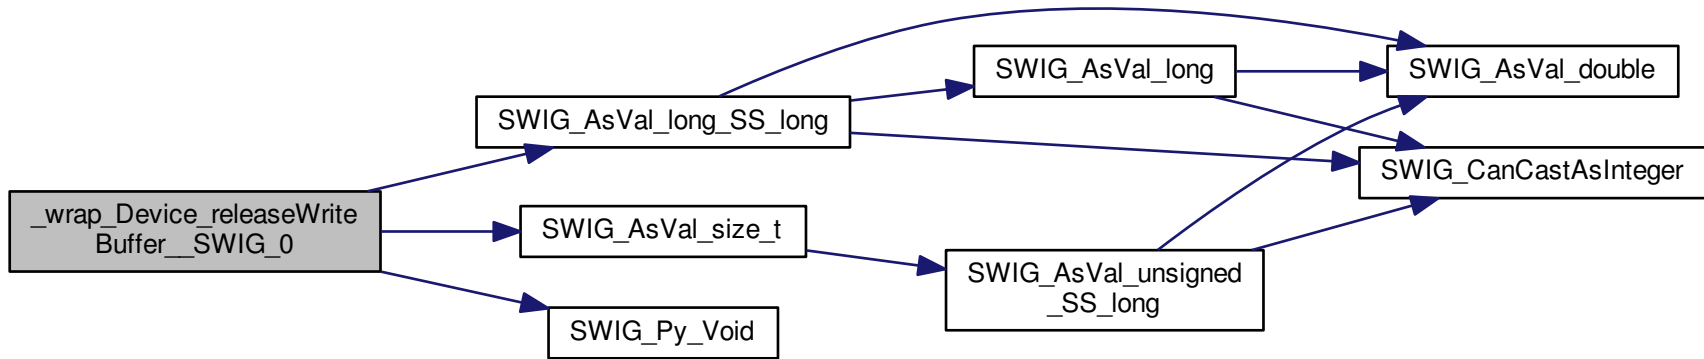 _wrap_Device_releaseWrite
Buffer__SWIG_0
SWIG_AsVal_long_SS_long
SWIG_AsVal_size_t
SWIG_Py_Void
SWIG_AsVal_long
SWIG_AsVal_unsigned
_SS_long
SWIG_AsVal_double
SWIG_CanCastAsInteger